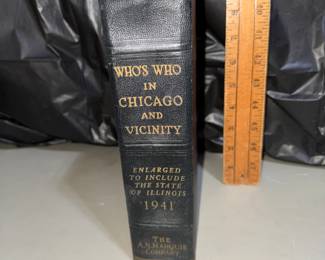 WHO'S WHO
IN
CHICAGO
AND
VICINITY
ENLARGED
TO INCLUDE
THE STATE
OF ILLINOIS
1941
THE
A.N. MARQUIS
COMPANY